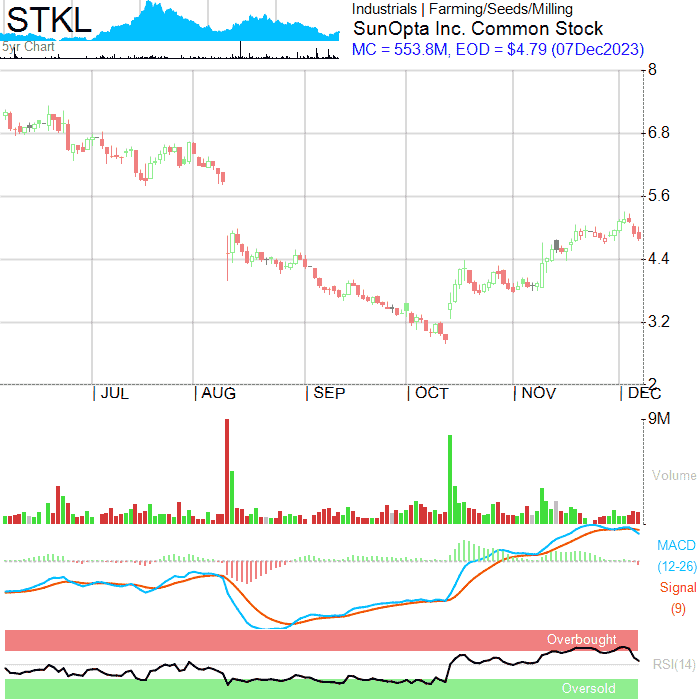 STKL
5yr Chart
Industrials | Farming/Seeds/Milling
SunOpta Inc. Common Stock
MC = 553.8M, EOD = $4.79 (07Dec2023)
8
6.8
5.6
4.4
3.2
2
JUL
AUG
SEP
OCT
NOV
DEC
9M
Volume
MACD
(12-26)
Signal
(9)
Overbought
RSI(14)
Oversold